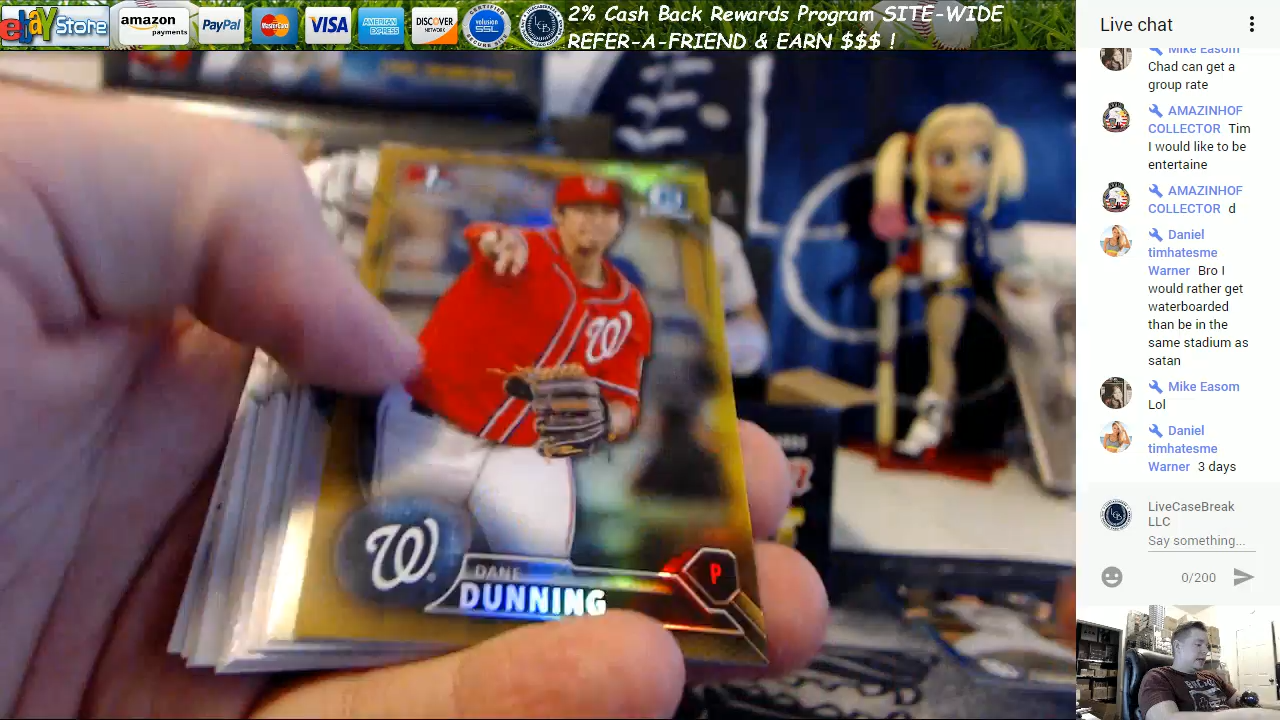 ebay Store
amazon
payments
PayPal
MasterCard
VISA
AMERICAN
EXPRESS
DISCOVER
NETWORK
volusion
SSL
LCB
2% Cash Back Rewards Program SITE-WIDE
REFER-A-FRIEND & EARN $$$ !
W
W
DANE
DUNNING
P
Live chat
Mike Easom
Chad can get a
group rate
AMAZINHOF
COLLECTOR Tim
I would like to be
entertaine
AMAZINHOF
COLLECTOR d
Daniel
timhatesme
Warner Bro I
would rather get
waterboarded
than be in the
same stadium as
satan
Mike Easom
Lol
Daniel
timhatesme
Warner 3 days
LiveCaseBreak
LLC
Say something...
0/200